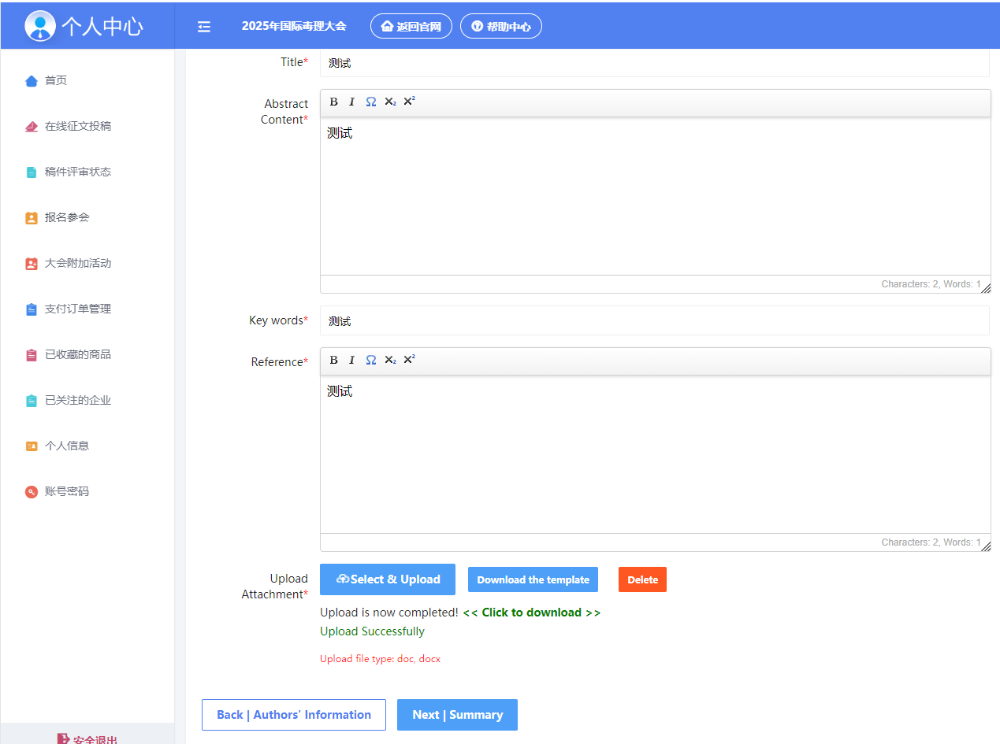 个人中心
2025年国际毒理大会 返回官网 帮助中心
首页
在线征文投稿
稿件评审状态
报名参会
大会附加活动
支付订单管理
已收藏的商品
已关注的企业
个人信息
账号密码
安全退出
Title* 测试
Abstract Content*
B I Ω X₂ X²
测试
Characters: 2, Words: 1
Key words* 测试
Reference*
B I Ω X₂ X²
测试
Characters: 2, Words: 1
Upload Attachment*
Select & Upload Download the template Delete
Upload is now completed! << Click to download >>
Upload Successfully
Upload file type: doc, docx
Back | Authors' Information Next | Summary